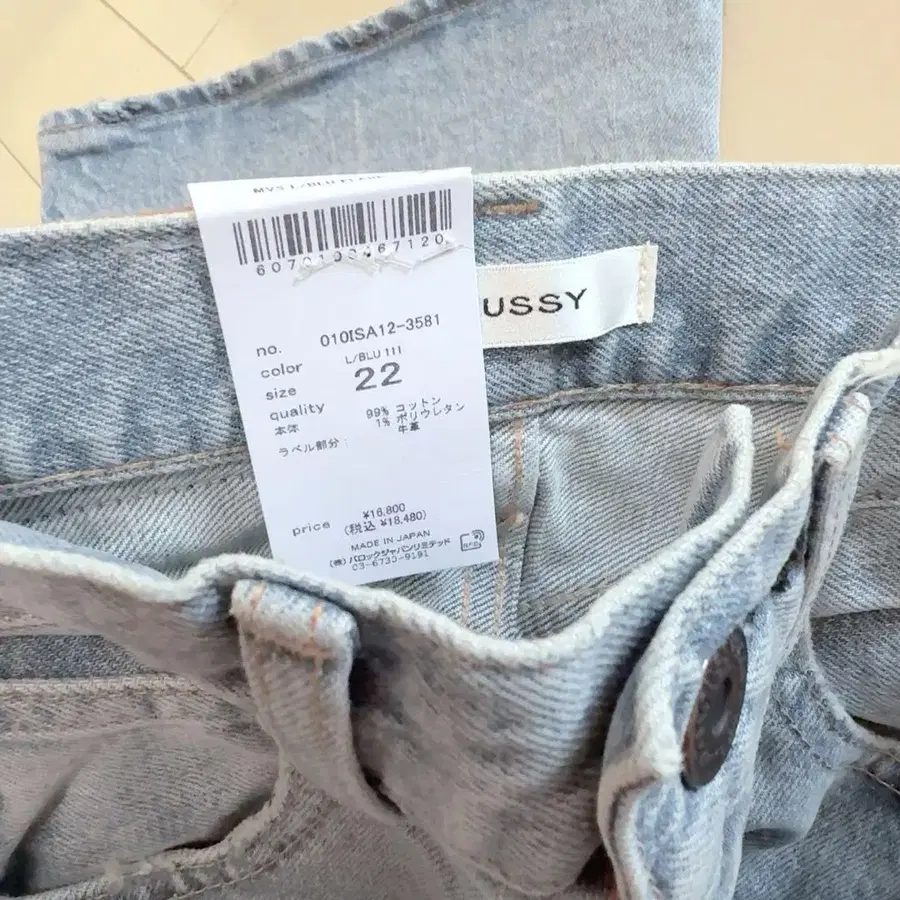 MVS L/BLU FLARE
no. 010ISA12-3581
color L/BLU 111
size 22
quality
本体 99% コットン
1% ポリウレタン
ラベル部分: 牛革
price ¥16,800
(税込 ¥18,480)
MADE IN JAPAN
(株)バロックジャパンリミテッド
03-6730-9191
USSY